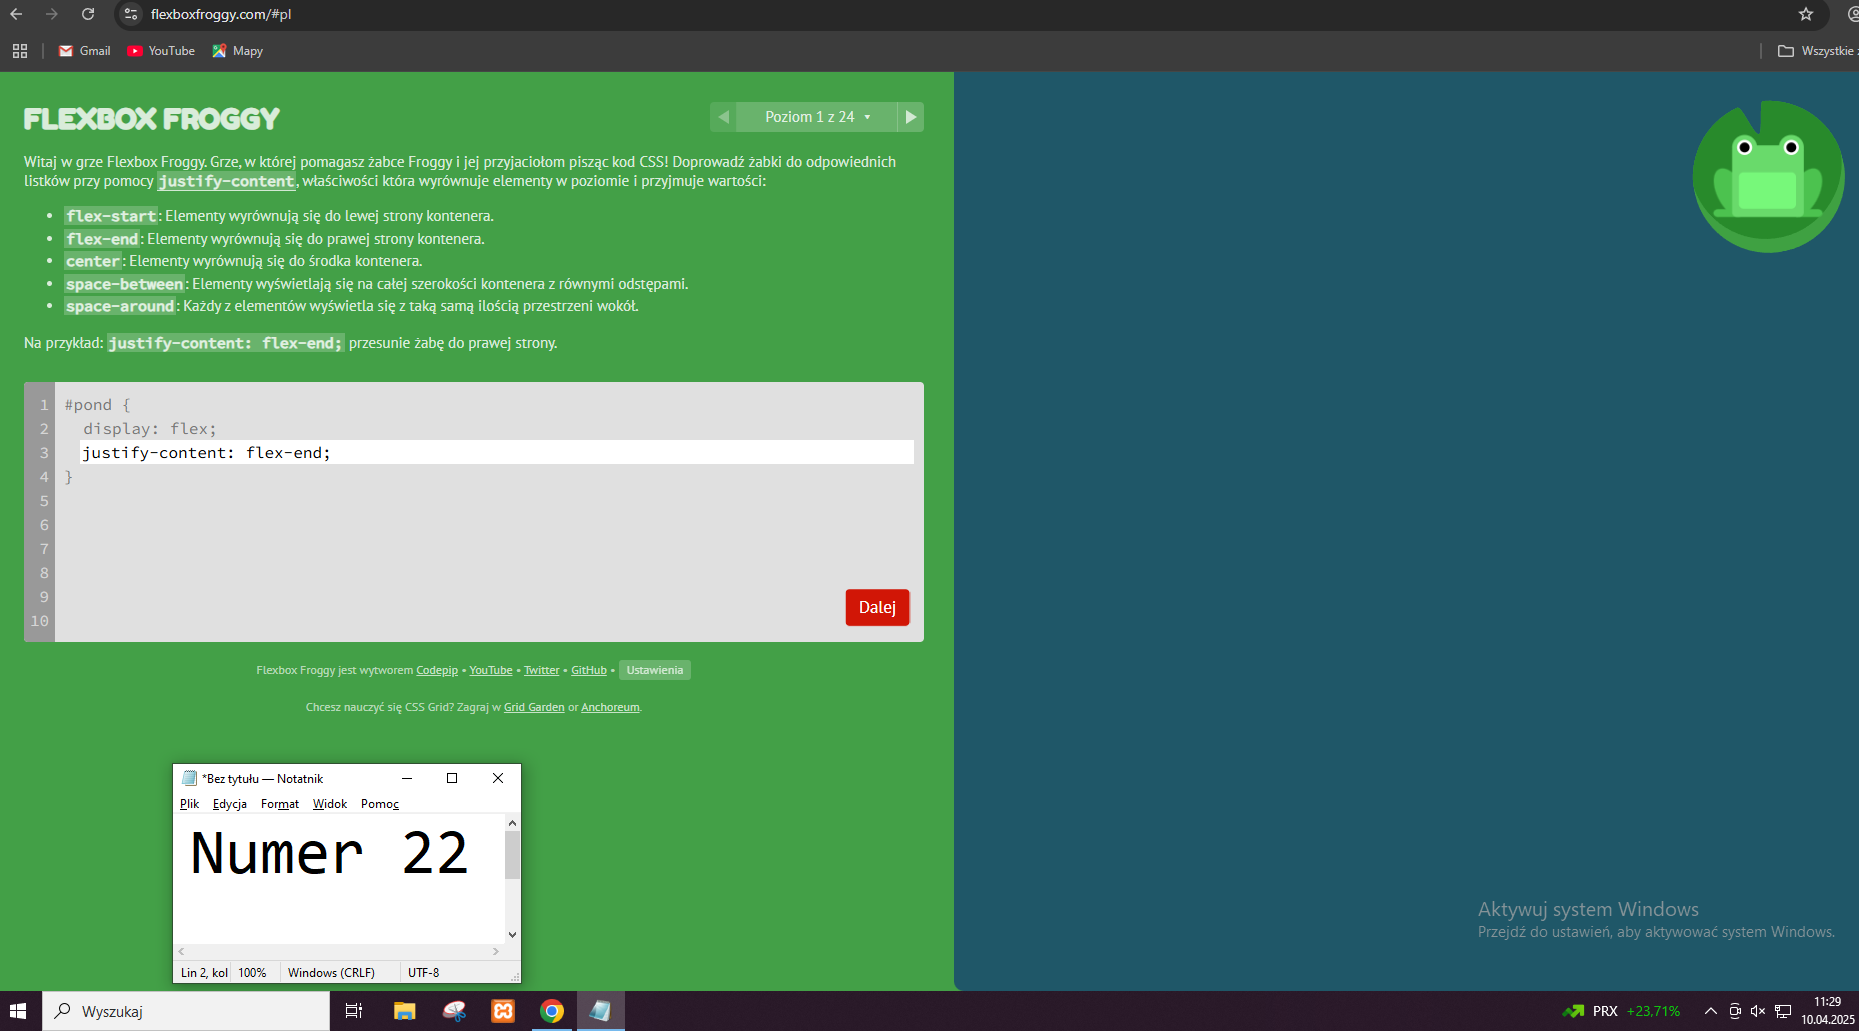 flexboxfroggy.com/#pl
Gmail YouTube Mapy Wszystkie
FLEXBOX FROGGY
Poziom 1 z 24
Witaj w grze Flexbox Froggy. Grze, w której pomagasz żabce Froggy i jej przyjaciołom pisząc kod CSS! Doprowadź żabki do odpowiednich
listków przy pomocy justify-content, właściwości która wyrównuje elementy w poziomie i przyjmuje wartości:
• flex-start: Elementy wyrównują się do lewej strony kontenera.
• flex-end: Elementy wyrównują się do prawej strony kontenera.
• center: Elementy wyrównują się do środka kontenera.
• space-between: Elementy wyświetlają się na całej szerokości kontenera z równymi odstępami.
• space-around: Każdy z elementów wyświetla się z taką samą ilością przestrzeni wokół.
Na przykład: justify-content: flex-end; przesunie żabę do prawej strony.
1 #pond {
2 display: flex;
3 justify-content: flex-end;
4 }
5
6
7
8
9
10
Dalej
Flexbox Froggy jest wytworem Codepip • YouTube • Twitter • GitHub • Ustawienia
Chcesz nauczyć się CSS Grid? Zagraj w Grid Garden or Anchoreum.
*Bez tytułu — Notatnik
Plik Edycja Format Widok Pomoc
Numer 22
Lin 2, kol 100% Windows (CRLF) UTF-8
Aktywuj system Windows
Przejdź do ustawień, aby aktywować system Windows.
Wyszukaj
PRX +23,71%
11:29
10.04.2025